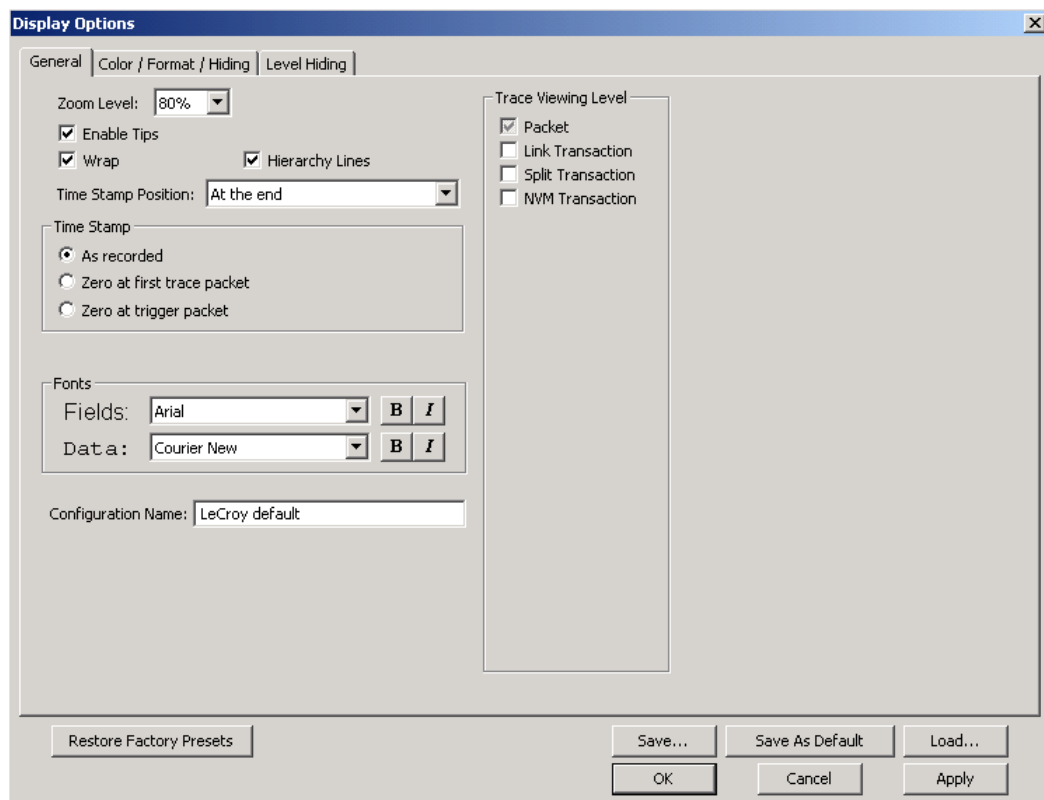 Display Options
General
Color / Format / Hiding
Level Hiding
Zoom Level: 80%
Enable Tips
Wrap
Hierarchy Lines
Time Stamp Position: At the end
Time Stamp
As recorded
Zero at first trace packet
Zero at trigger packet
Fonts
Fields: Arial B I
Data: Courier New B I
Configuration Name: LeCroy default
Trace Viewing Level
Packet
Link Transaction
Split Transaction
NVM Transaction
Restore Factory Presets
Save...
Save As Default
Load...
OK
Cancel
Apply